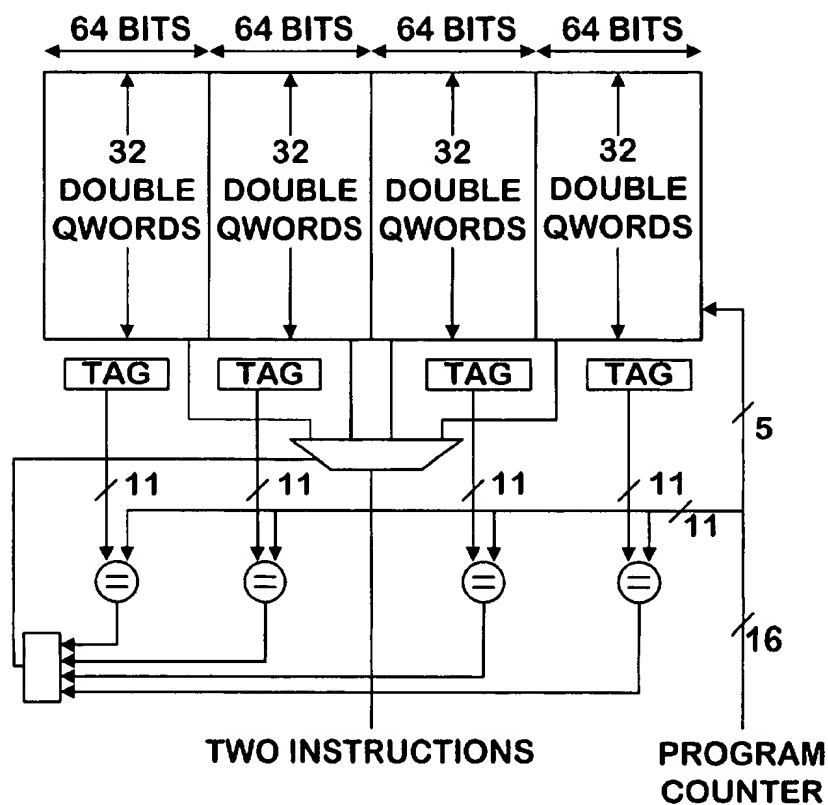 64 BITS 64 BITS 64 BITS 64 BITS
32 DOUBLE QWORDS
32 DOUBLE QWORDS
32 DOUBLE QWORDS
32 DOUBLE QWORDS
TAG TAG TAG TAG
5
11 11 11 11
11
= = = =
16
TWO INSTRUCTIONS
PROGRAM COUNTER